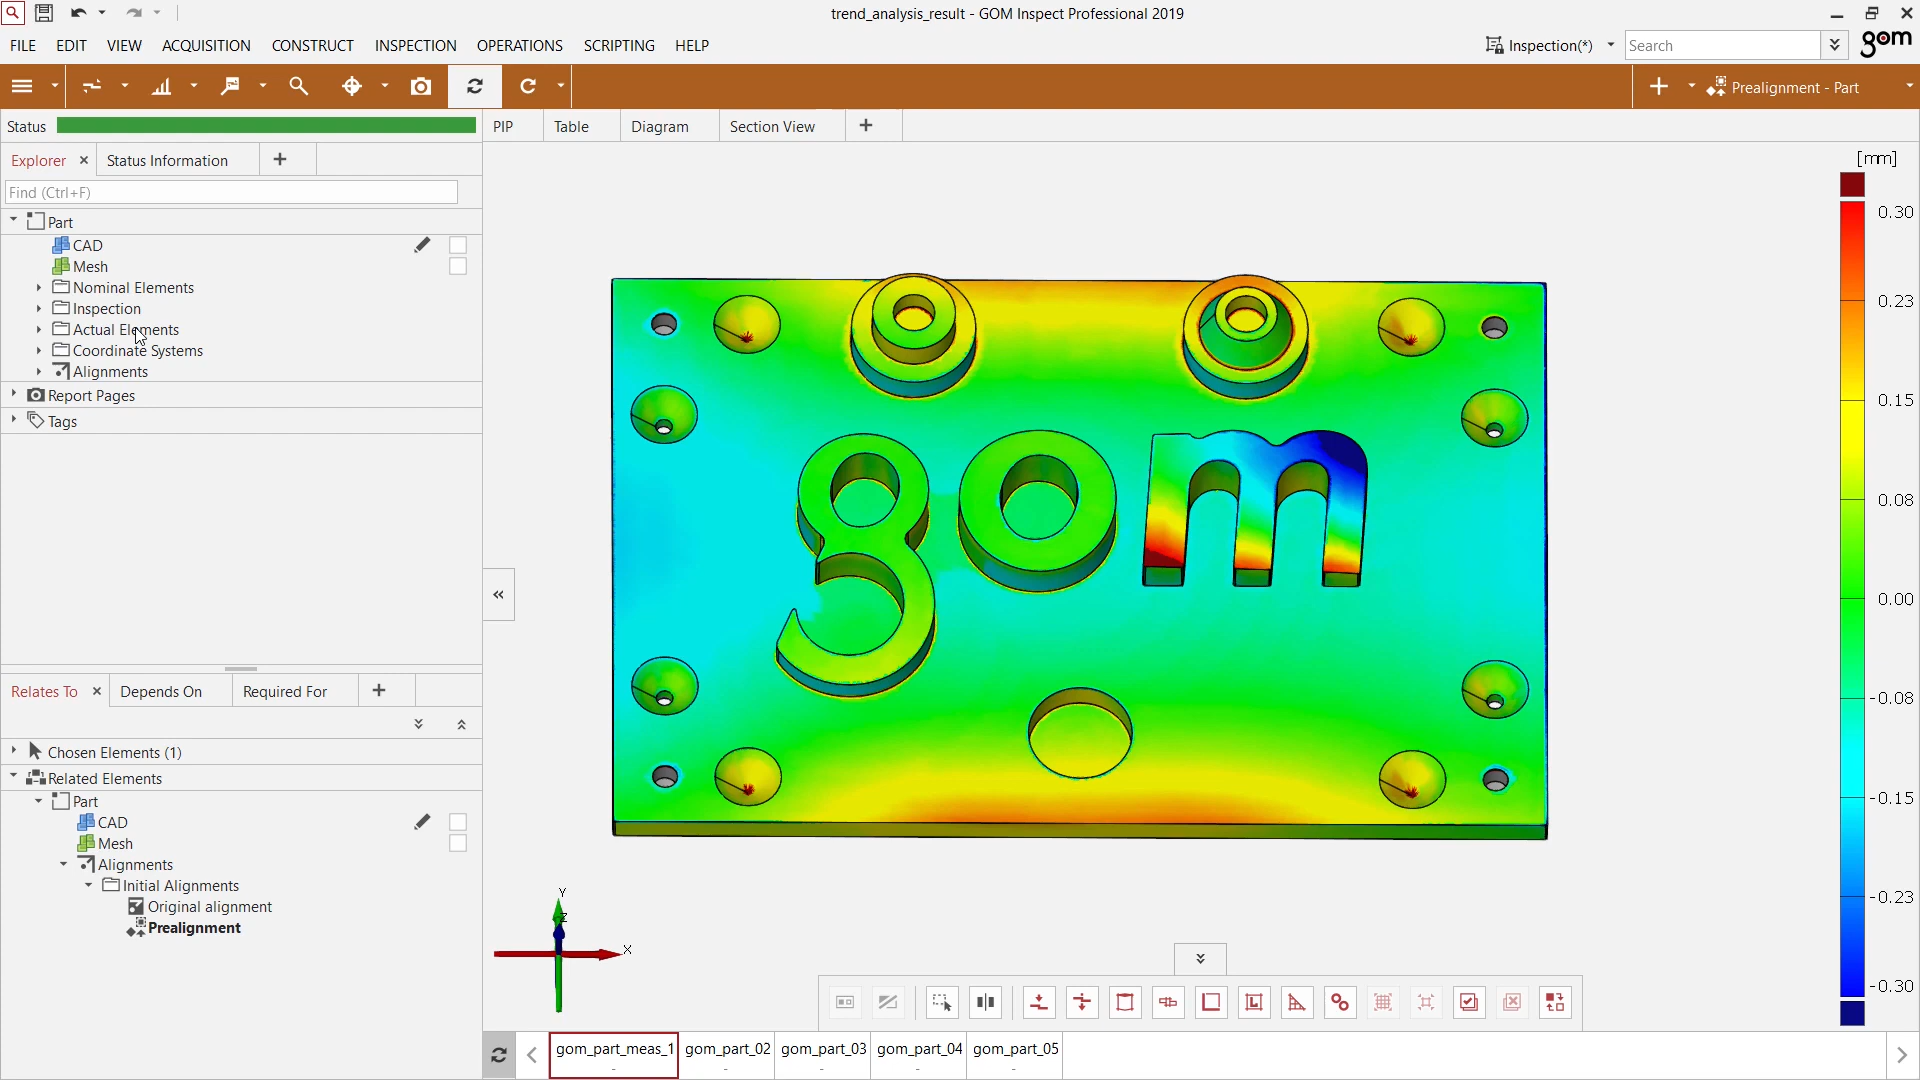 trend_analysis_result - GOM Inspect Professional 2019
FILE EDIT VIEW ACQUISITION CONSTRUCT INSPECTION OPERATIONS SCRIPTING HELP
Inspection(*)
Search
gom
Prealignment - Part
Status
PIP
Table
Diagram
Section View
Explorer
Status Information
Find (Ctrl+F)
Part
CAD
Mesh
Nominal Elements
Inspection
Actual Elements
Coordinate Systems
Alignments
Report Pages
Tags
Relates To
Depends On
Required For
Chosen Elements (1)
Related Elements
Part
CAD
Mesh
Alignments
Initial Alignments
Original alignment
Prealignment
[mm]
0.30
0.23
0.15
0.08
0.00
-0.08
-0.15
-0.23
-0.30
gom
Y
Z
X
gom_part_meas_1
gom_part_02
gom_part_03
gom_part_04
gom_part_05